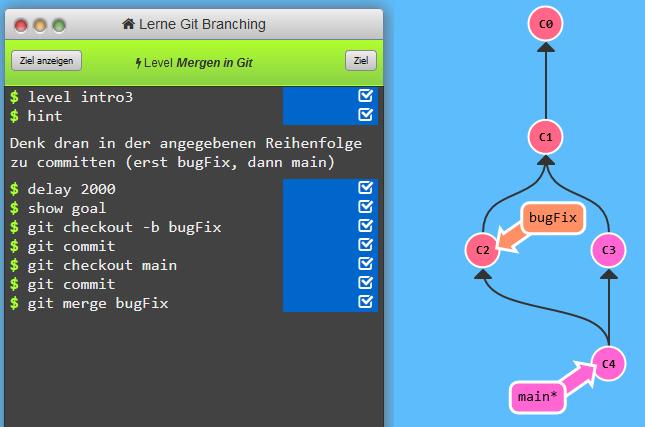 Lerne Git Branching
Ziel anzeigen
Level Mergen in Git
Ziel
$ level intro3
$ hint
Denk dran in der angegebenen Reihenfolge
zu committen (erst bugFix, dann main)
$ delay 2000
$ show goal
$ git checkout -b bugFix
$ git commit
$ git checkout main
$ git commit
$ git merge bugFix
C0
C1
bugFix
C2
C3
C4
main*